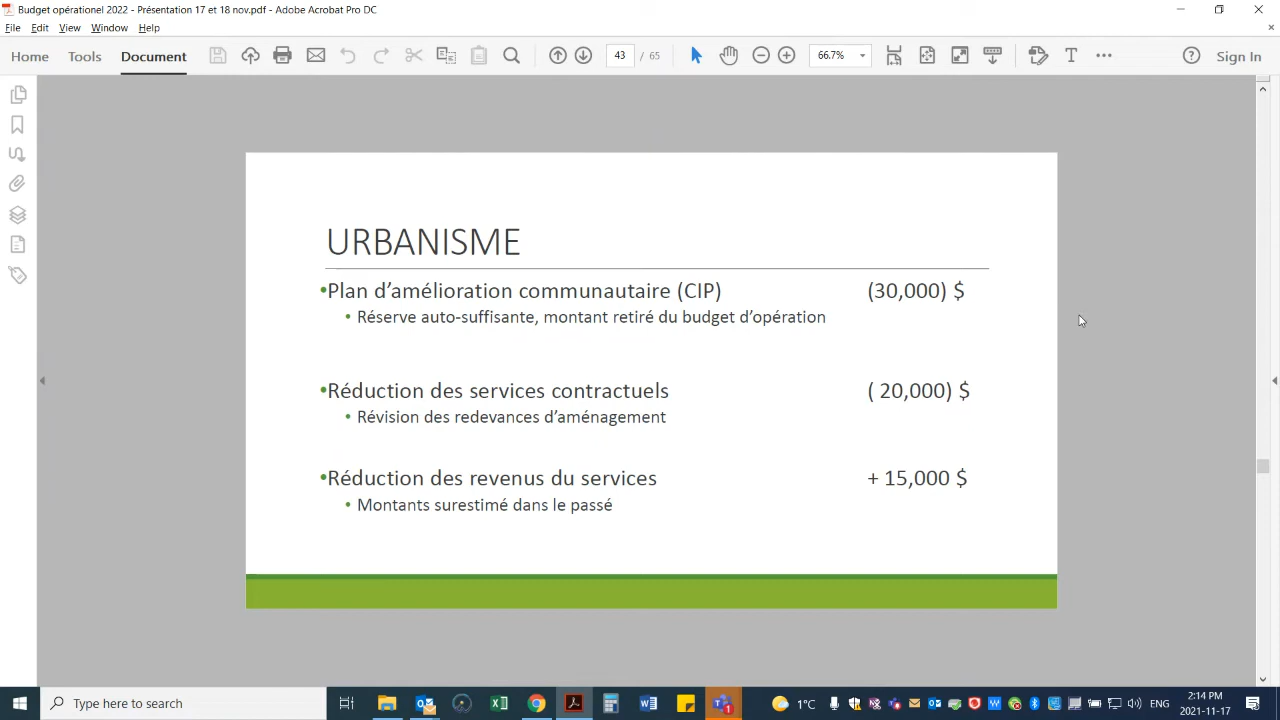 Budget opérationel 2022 - Présentation 17 et 18 nov.pdf - Adobe Acrobat Pro DC
File Edit View Window Help
Home Tools Document 43 / 65 66.7% Sign In
URBANISME
•Plan d’amélioration communautaire (CIP) (30,000) $
• Réserve auto-suffisante, montant retiré du budget d’opération
•Réduction des services contractuels ( 20,000) $
• Révision des redevances d’aménagement
•Réduction des revenus du services + 15,000 $
• Montants surestimé dans le passé
Type here to search 1°C ENG 2:14 PM
2021-11-17